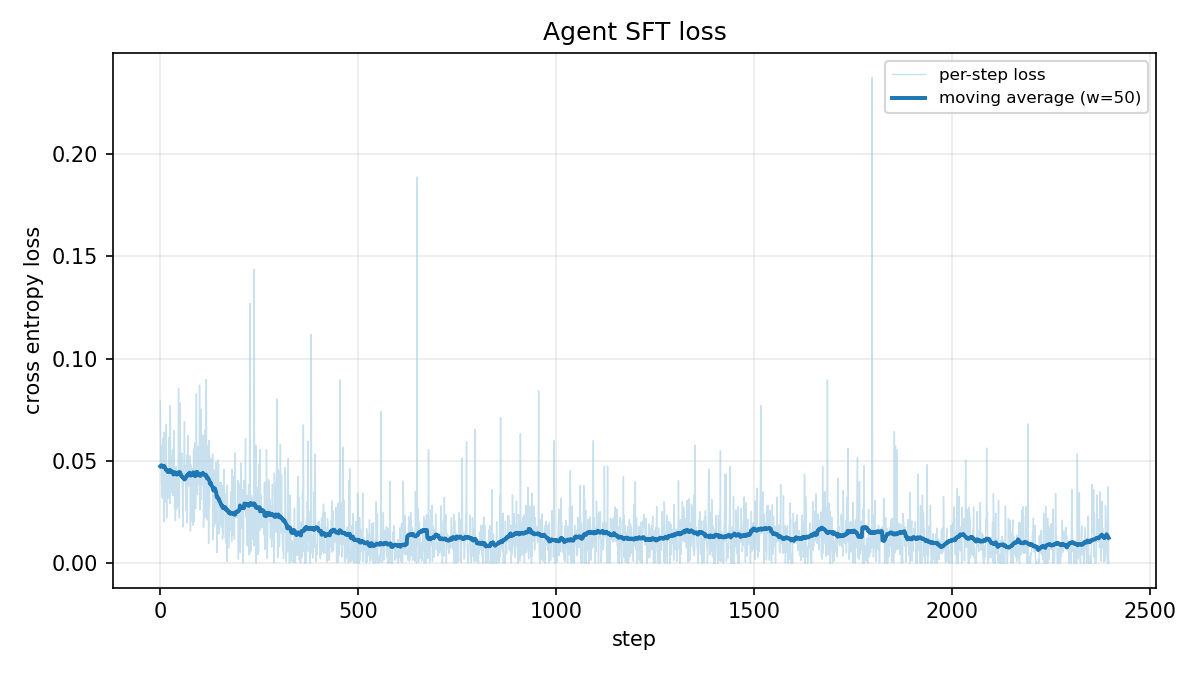 Agent SFT loss
per-step loss
moving average (w=50)
cross entropy loss
0.20
0.15
0.10
0.05
0.00
0 500 1000 1500 2000 2500
step